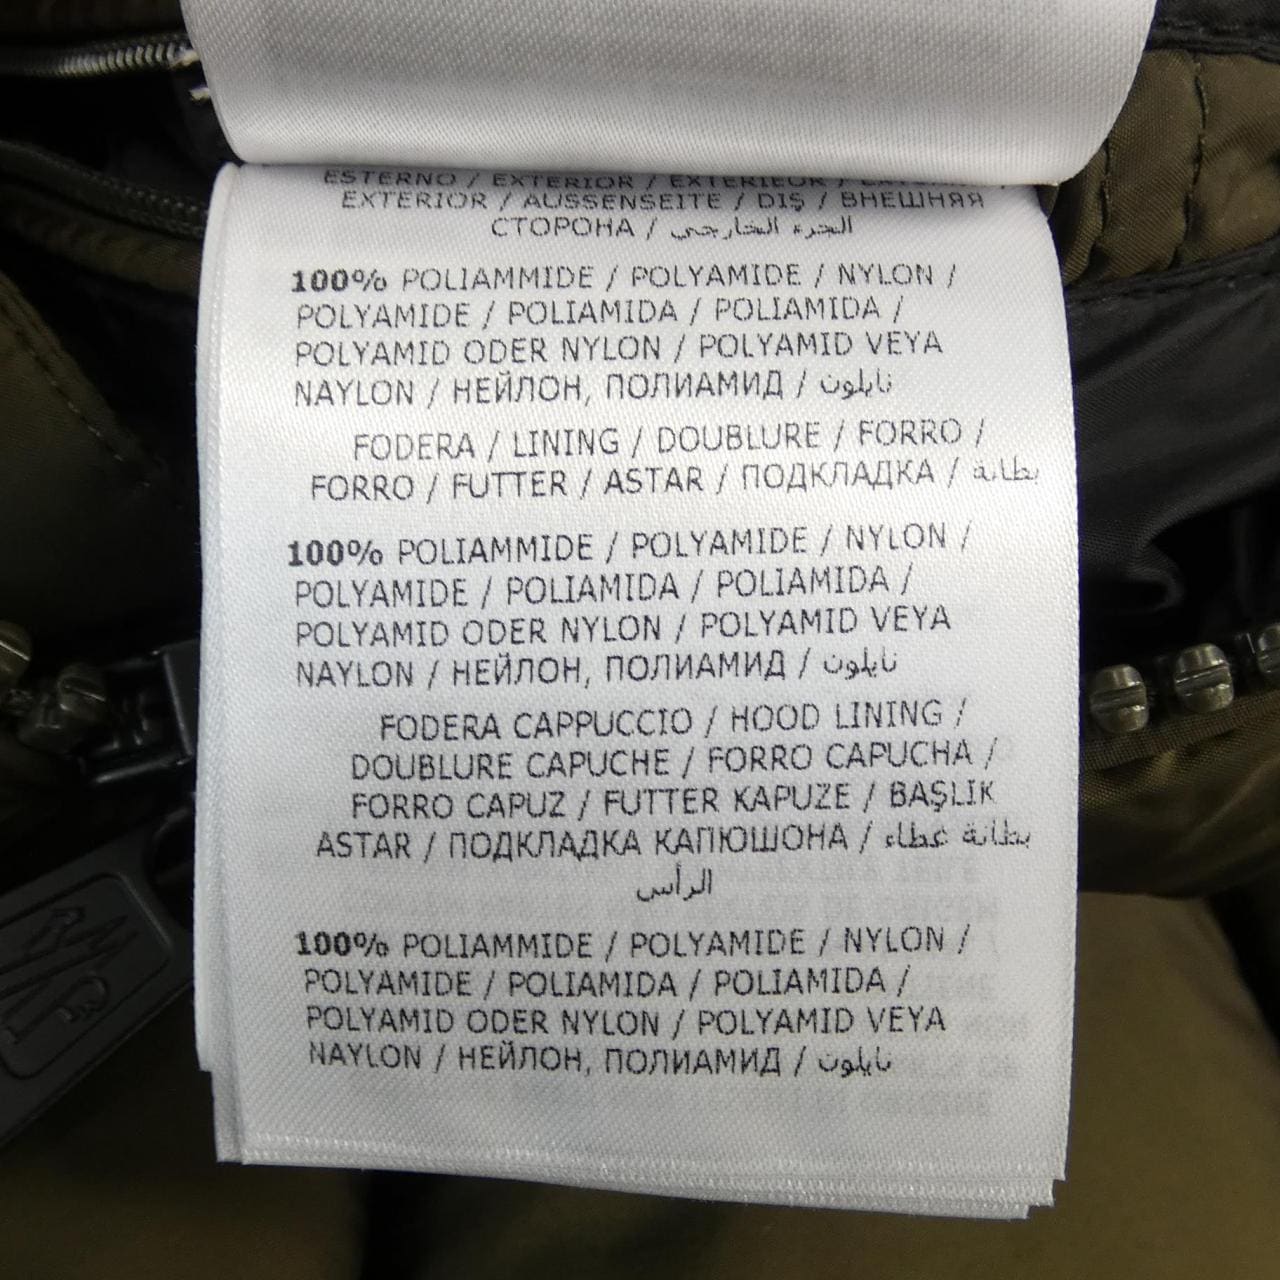 ESTERNO / EXTERIOR / EXTERIEUR /
EXTERIOR / AUSSENSEITE / DIŞ / ВНЕШНЯЯ
СТОРОНА / الجزء الخارجي
100% POLIAMMIDE / POLYAMIDE / NYLON /
POLYAMIDE / POLIAMIDA / POLIAMIDA /
POLYAMID ODER NYLON / POLYAMID VEYA
NAYLON / НЕЙЛОН, ПОЛИАМИД / نايلون
FODERA / LINING / DOUBLURE / FORRO /
FORRO / FUTTER / ASTAR / ПОДКЛАДКА / بطانة
100% POLIAMMIDE / POLYAMIDE / NYLON /
POLYAMIDE / POLIAMIDA / POLIAMIDA /
POLYAMID ODER NYLON / POLYAMID VEYA
NAYLON / НЕЙЛОН, ПОЛИАМИД / نايلون
FODERA CAPPUCCIO / HOOD LINING /
DOUBLURE CAPUCHE / FORRO CAPUCHA /
FORRO CAPUZ / FUTTER KAPUZE / BAŞLIK
ASTAR / ПОДКЛАДКА КАПЮШОНА / بطانة غطاء
الرأس
100% POLIAMMIDE / POLYAMIDE / NYLON /
POLYAMIDE / POLIAMIDA / POLIAMIDA /
POLYAMID ODER NYLON / POLYAMID VEYA
NAYLON / НЕЙЛОН, ПОЛИАМИД / نايلون